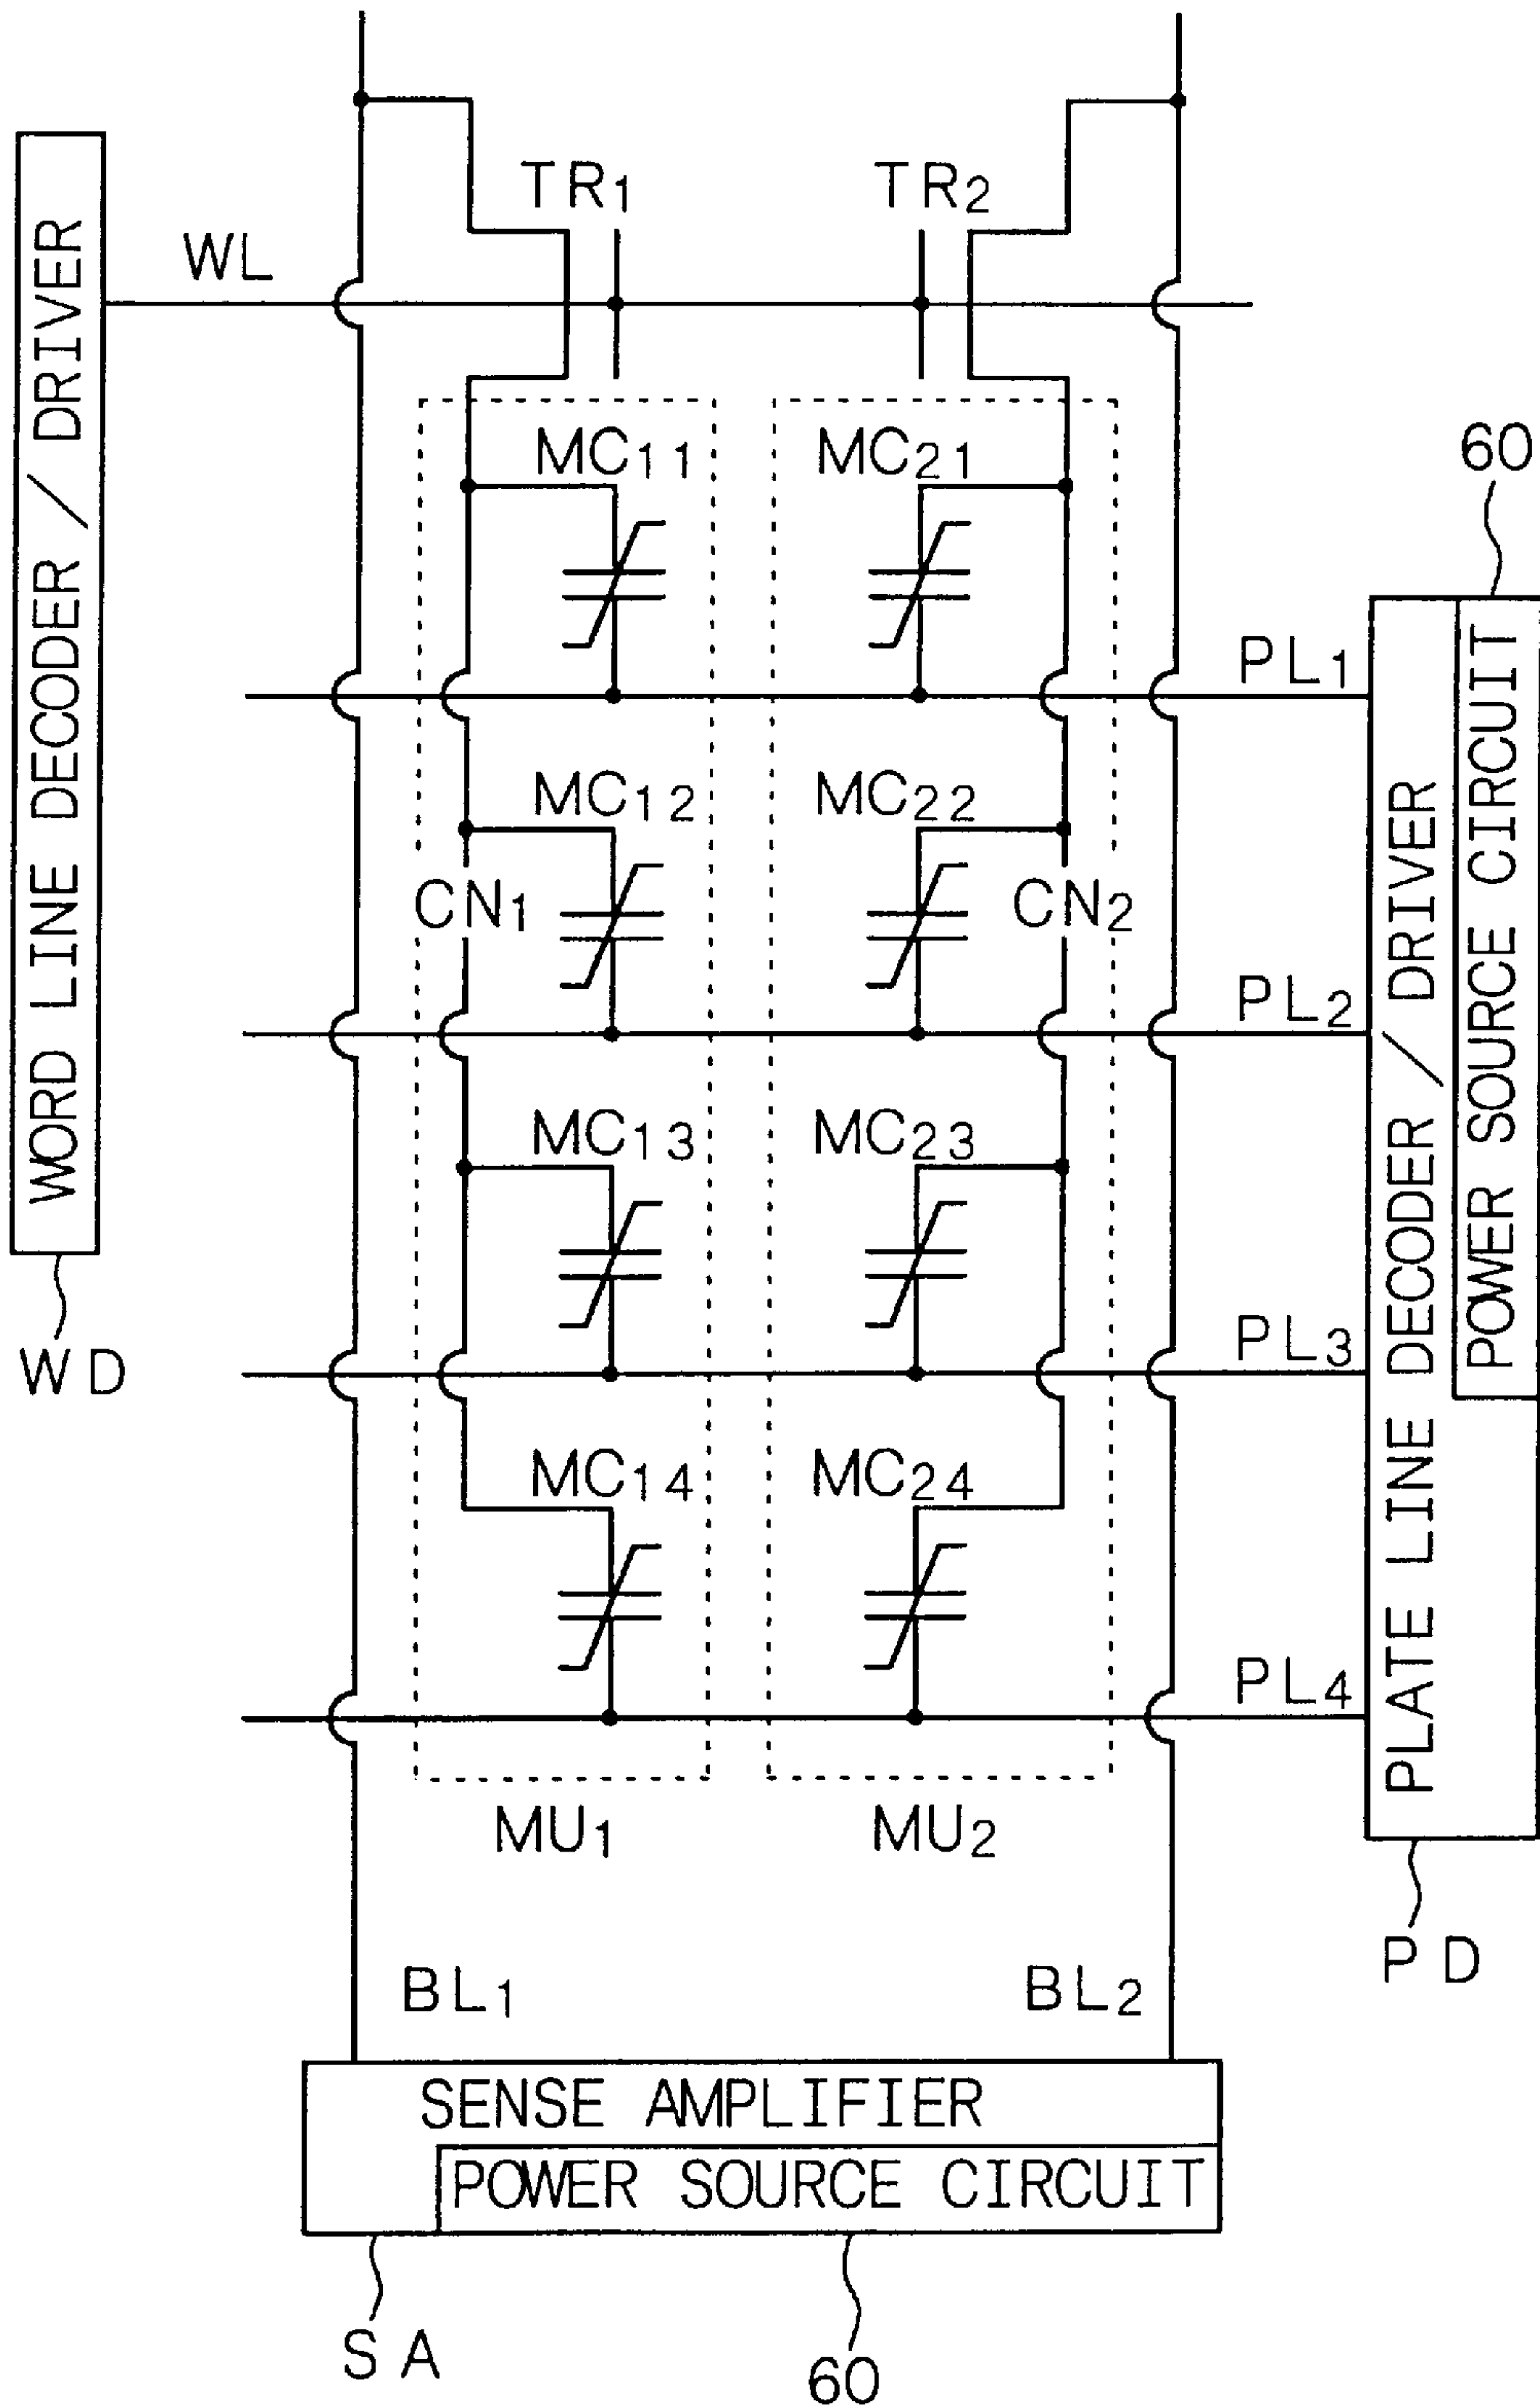 TR1 TR2
WL
WORD LINE DECODER / DRIVER
MC11 MC21
60
PL1
MC12 MC22
CN1 CN2
PL2
PLATE LINE DECODER / DRIVER
POWER SOURCE CIRCUIT
MC13 MC23
PL3
WD
MC14 MC24
PL4
MU1 MU2
PD
BL1 BL2
SENSE AMPLIFIER
POWER SOURCE CIRCUIT
SA
60